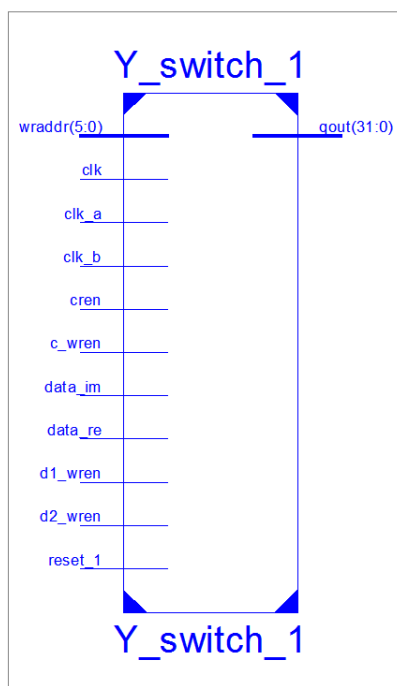 Y_switch_1
wraddr(5:0)
qout(31:0)
clk
clk_a
clk_b
cren
c_wren
data_im
data_re
d1_wren
d2_wren
reset_1
Y_switch_1